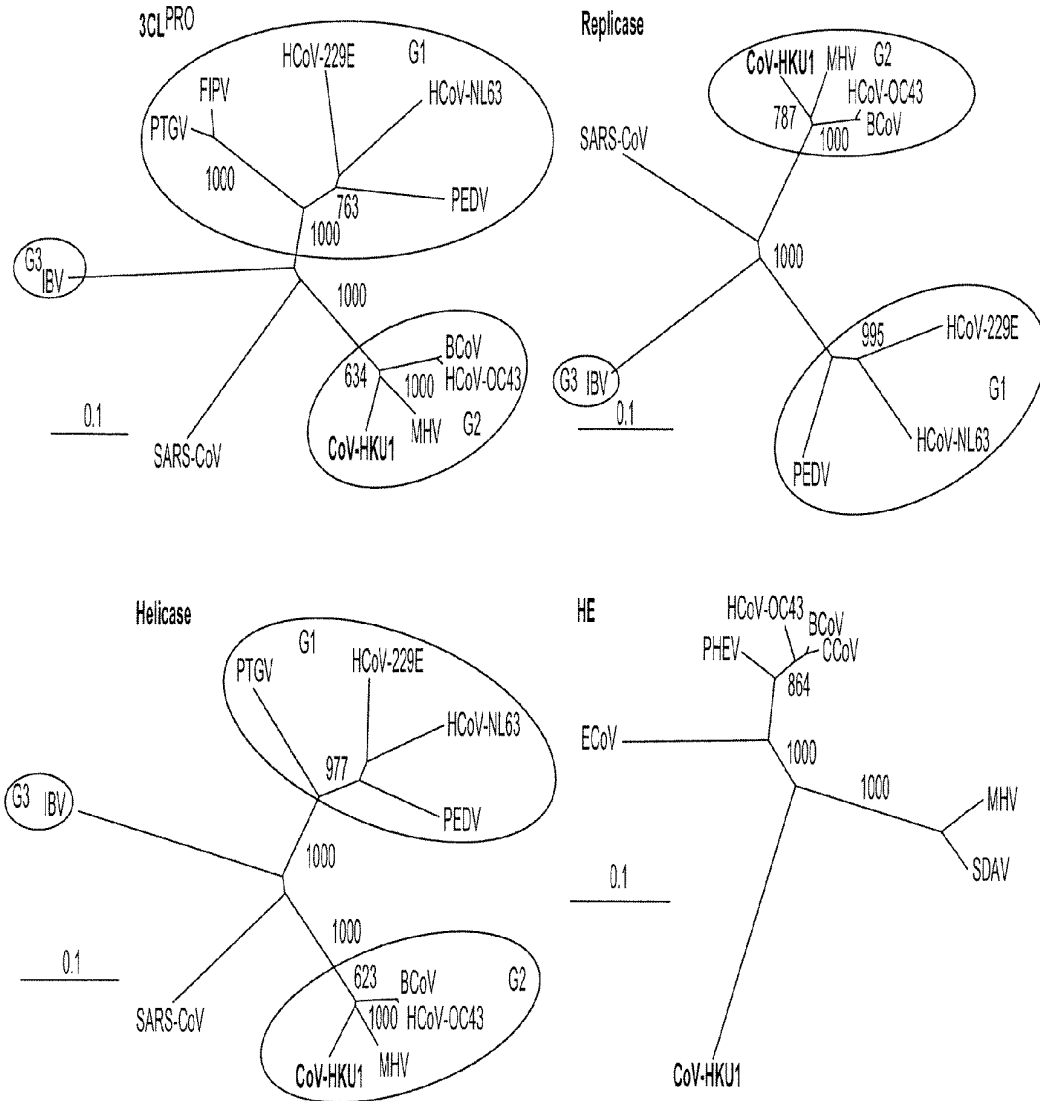 3CLPRO
HCoV-229E
G1
HCoV-NL63
FIPV
PTGV
1000
763
PEDV
1000
G3
IBV
1000
BCoV
634
1000
HCoV-OC43
MHV
G2
CoV-HKU1
0.1
SARS-CoV
Replicase
CoV-HKU1
MHV
G2
HCoV-OC43
787
1000
BCoV
SARS-CoV
1000
995
HCoV-229E
G3 IBV
G1
0.1
HCoV-NL63
PEDV
Helicase
G1
PTGV
HCoV-229E
HCoV-NL63
977
PEDV
G3 IBV
1000
1000
0.1
623
BCoV
G2
SARS-CoV
1000
HCoV-OC43
CoV-HKU1
MHV
HE
HCoV-OC43
BCoV
CCoV
PHEV
864
ECoV
1000
1000
MHV
SDAV
0.1
CoV-HKU1